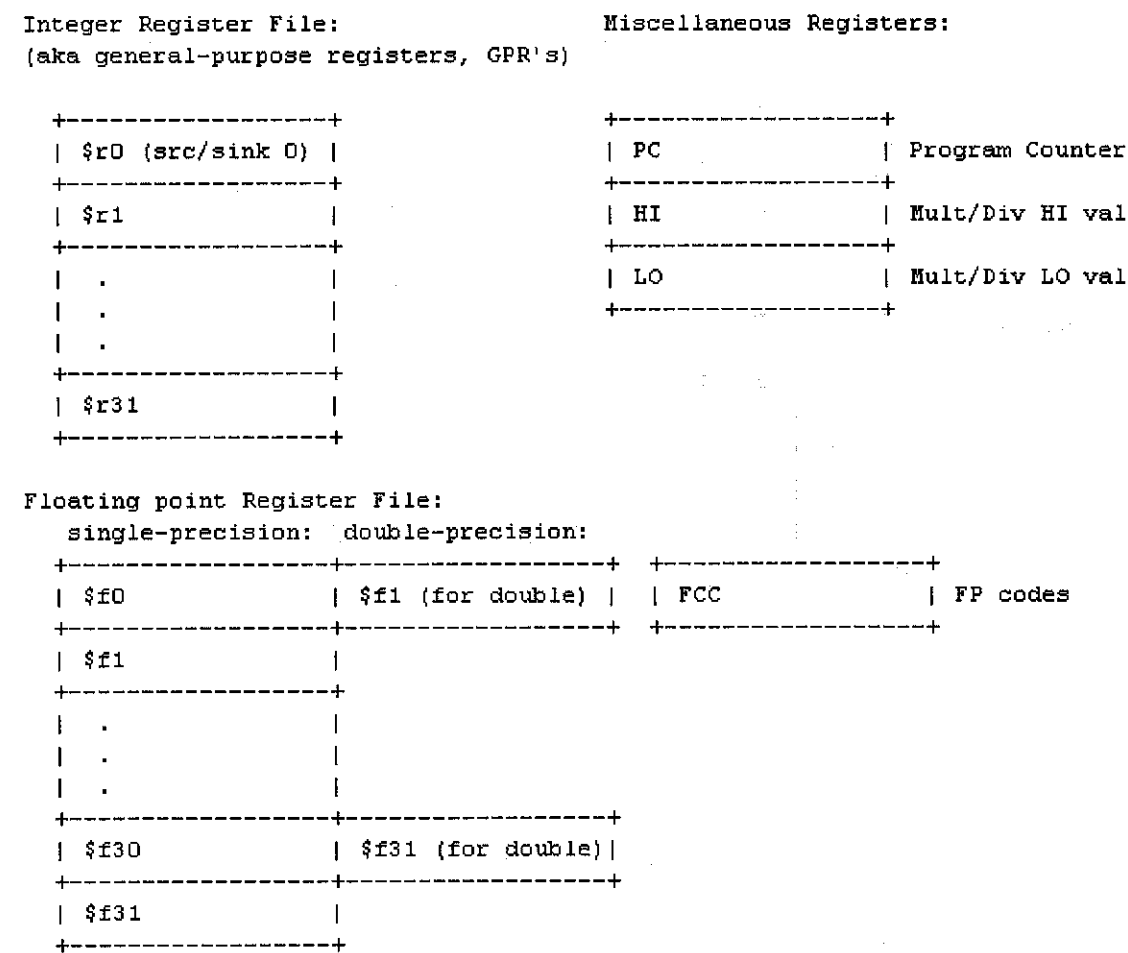 Integer Register File:                  Miscellaneous Registers:
(aka general-purpose registers, GPR's)

  +------------------+                  +------------------+
  | $r0 (src/sink 0) |                  | PC               | Program Counter
  +------------------+                  +------------------+
  | $r1              |                  | HI               | Mult/Div HI val
  +------------------+                  +------------------+
  |  .               |                  | LO               | Mult/Div LO val
  |  .               |                  +------------------+
  |  .               |
  +------------------+
  | $r31             |
  +------------------+

Floating point Register File:
   single-precision:  double-precision:
  +------------------+------------------+  +------------------+
  | $f0              | $f1 (for double) |  | FCC              | FP codes
  +------------------+------------------+  +------------------+
  | $f1              |
  +------------------+
  |  .               |
  |  .               |
  |  .               |
  +------------------+------------------+
  | $f30             | $f31 (for double)|
  +------------------+------------------+
  | $f31             |
  +------------------+